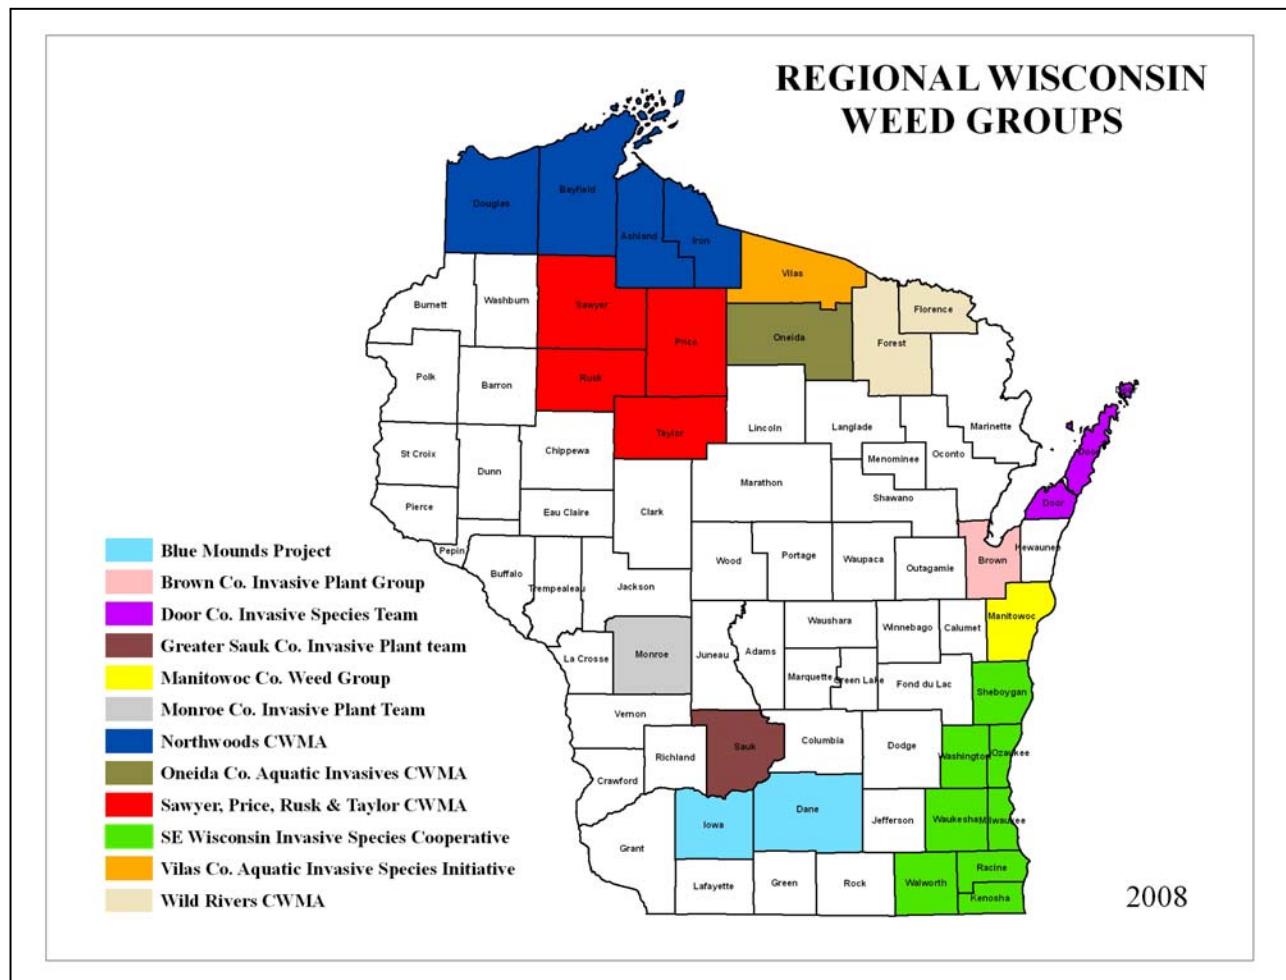 REGIONAL WISCONSIN
WEED GROUPS
Bayfield
Douglas
Ashland
Iron
Vilas
Burnett
Washburn
Sawyer
Florence
Price
Oneida
Forest
Polk
Barron
Rusk
Lincoln
Langlade
Marinette
Taylor
St Croix
Chippewa
Menominee
Oconto
Door
Dunn
Marathon
Shawano
Pierce
Eau Claire
Clark
Door
Pepin
Wood
Portage
Waupaca
Outagamie
Brown
Kewaunee
Buffalo
Trempealeau
Jackson
Manitowoc
Waushara
Winnebago
Calumet
La Crosse
Monroe
Juneau
Adams
Marquette
Green Lake
Fond du Lac
Sheboygan
Vernon
Richland
Sauk
Columbia
Dodge
Washington
Ozaukee
Crawford
Iowa
Dane
Jefferson
Waukesha
Milwaukee
Grant
Lafayette
Green
Rock
Walworth
Racine
Kenosha
Blue Mounds Project
Brown Co. Invasive Plant Group
Door Co. Invasive Species Team
Greater Sauk Co. Invasive Plant team
Manitowoc Co. Weed Group
Monroe Co. Invasive Plant Team
Northwoods CWMA
Oneida Co. Aquatic Invasives CWMA
Sawyer, Price, Rusk & Taylor CWMA
SE Wisconsin Invasive Species Cooperative
Vilas Co. Aquatic Invasive Species Initiative
Wild Rivers CWMA
2008